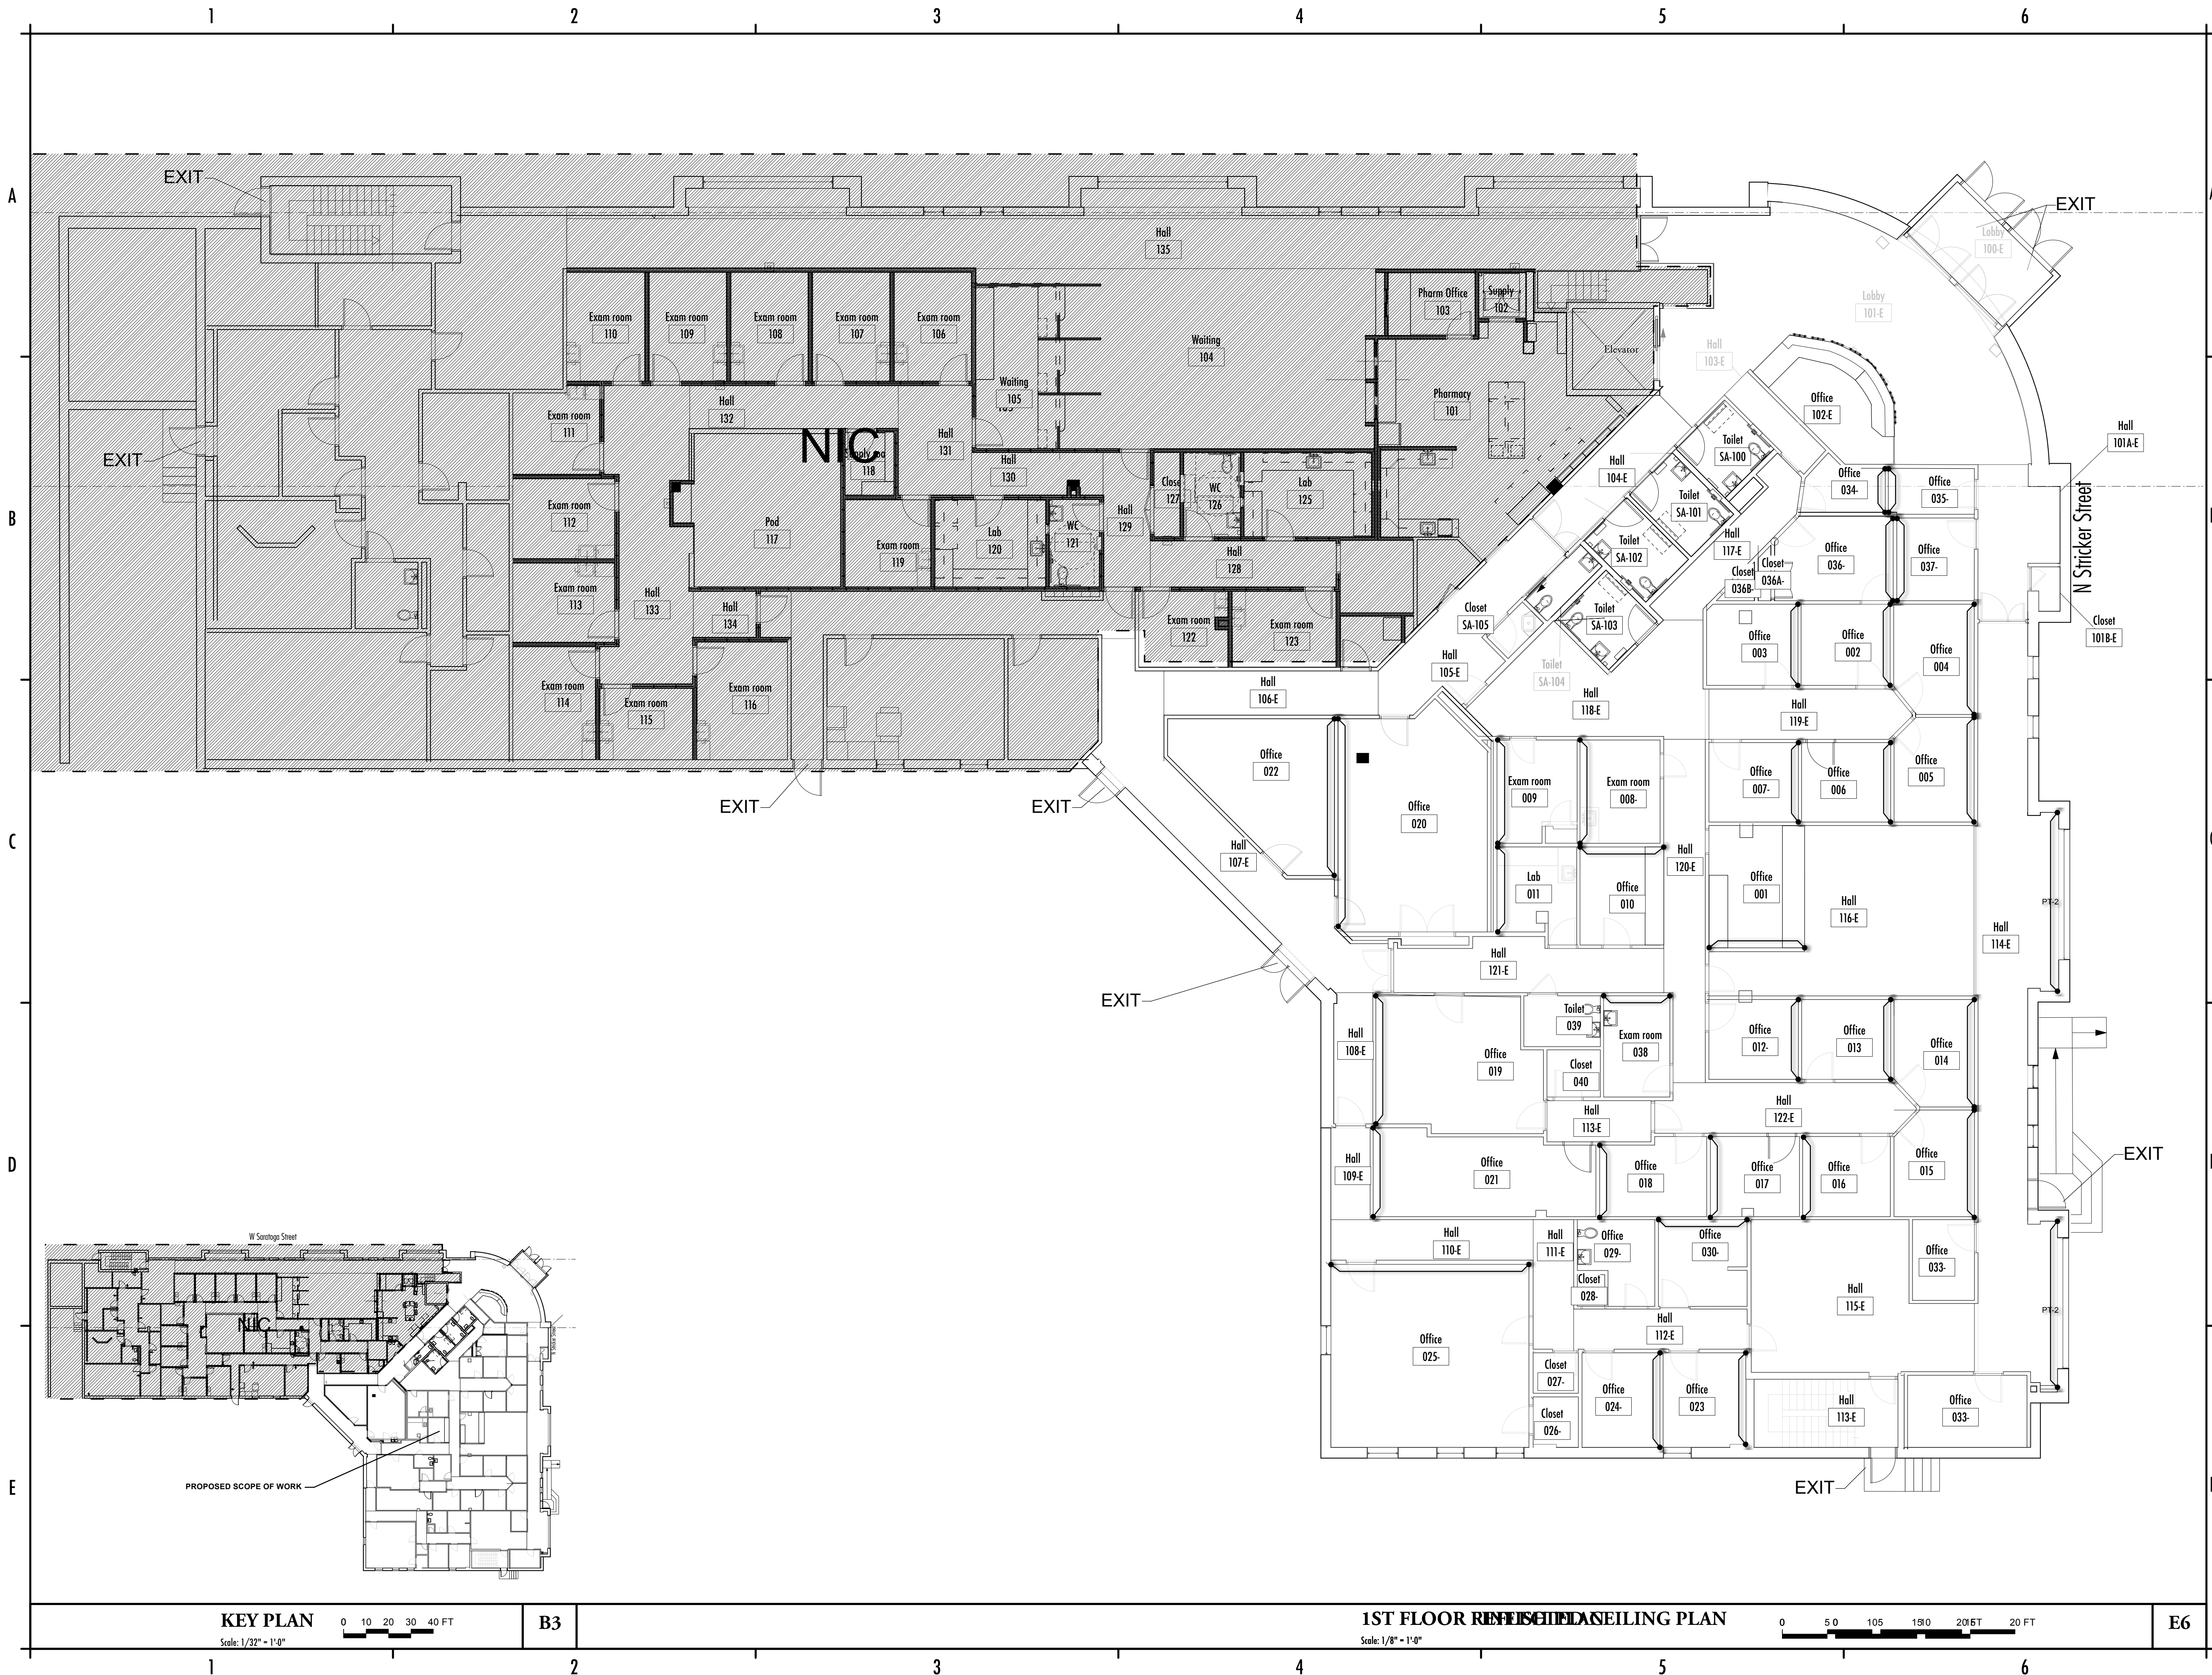 1 2 3 4 5 6
A
A
EXIT
EXIT
Lobby
100-E
Hall
135
Lobby
101-E
Pharm Office
103
Supply
102
Exam room
110
Exam room
109
Exam room
108
Exam room
107
Exam room
106
Waiting
104
Elevator
Hall
103-E
Waiting
105
Pharmacy
101
Office
102-E
Hall
132
Exam room
111
NIC
118
Hall
131
Hall
130
Toilet
SA-100
Hall
101A-E
EXIT
Hall
104-E
Office
034-
Office
035-
Close
127
WC
126
Lab
125
Toilet
SA-101
B
N Stricker Street
Exam room
112
Pod
117
Hall
129
WC
121
Lab
120
Exam room
119
Hall
128
Toilet
SA-102
Hall
117-E
Office
036-
Office
037-
Closet
036A-
Closet
036B-
Exam room
113
Hall
133
Hall
134
Exam room
122
Exam room
123
Closet
SA-105
Toilet
SA-103
Closet
101B-E
Office
003
Office
002
Office
004
Hall
105-E
Toilet
SA-104
Exam room
114
Exam room
115
Exam room
116
Hall
106-E
Hall
118-E
Hall
119-E
Office
022
Exam room
009
Exam room
008-
Office
007-
Office
006
Office
005
EXIT
EXIT
Office
020
C
Hall
107-E
Hall
120-E
Lab
011
Office
010
Office
001
Hall
116-E
PT-2
Hall
114-E
Hall
121-E
EXIT
Toilet
039
Hall
108-E
Exam room
038
Office
012-
Office
013
Office
014
Office
019
Closet
040
Hall
113-E
Hall
122-E
D
EXIT
Hall
109-E
Office
021
Office
018
Office
017
Office
016
Office
015
W Saratoga Street
Hall
110-E
Hall
111-E
Office
029-
Office
030-
Office
033-
Closet
028-
Hall
115-E
PT-2
NIC
N Stricker Street
Hall
112-E
Office
025-
Closet
027-
Office
024-
Office
023
Closet
026-
Hall
113-E
Office
033-
PROPOSED SCOPE OF WORK
E
EXIT
KEY PLAN
Scale: 1/32" = 1'-0"
0 10 20 30 40 FT
B3
1ST FLOOR CEILING PLAN
Scale: 1/8" = 1'-0"
0 5 0 20 FT
E6
1 2 3 4 5 6